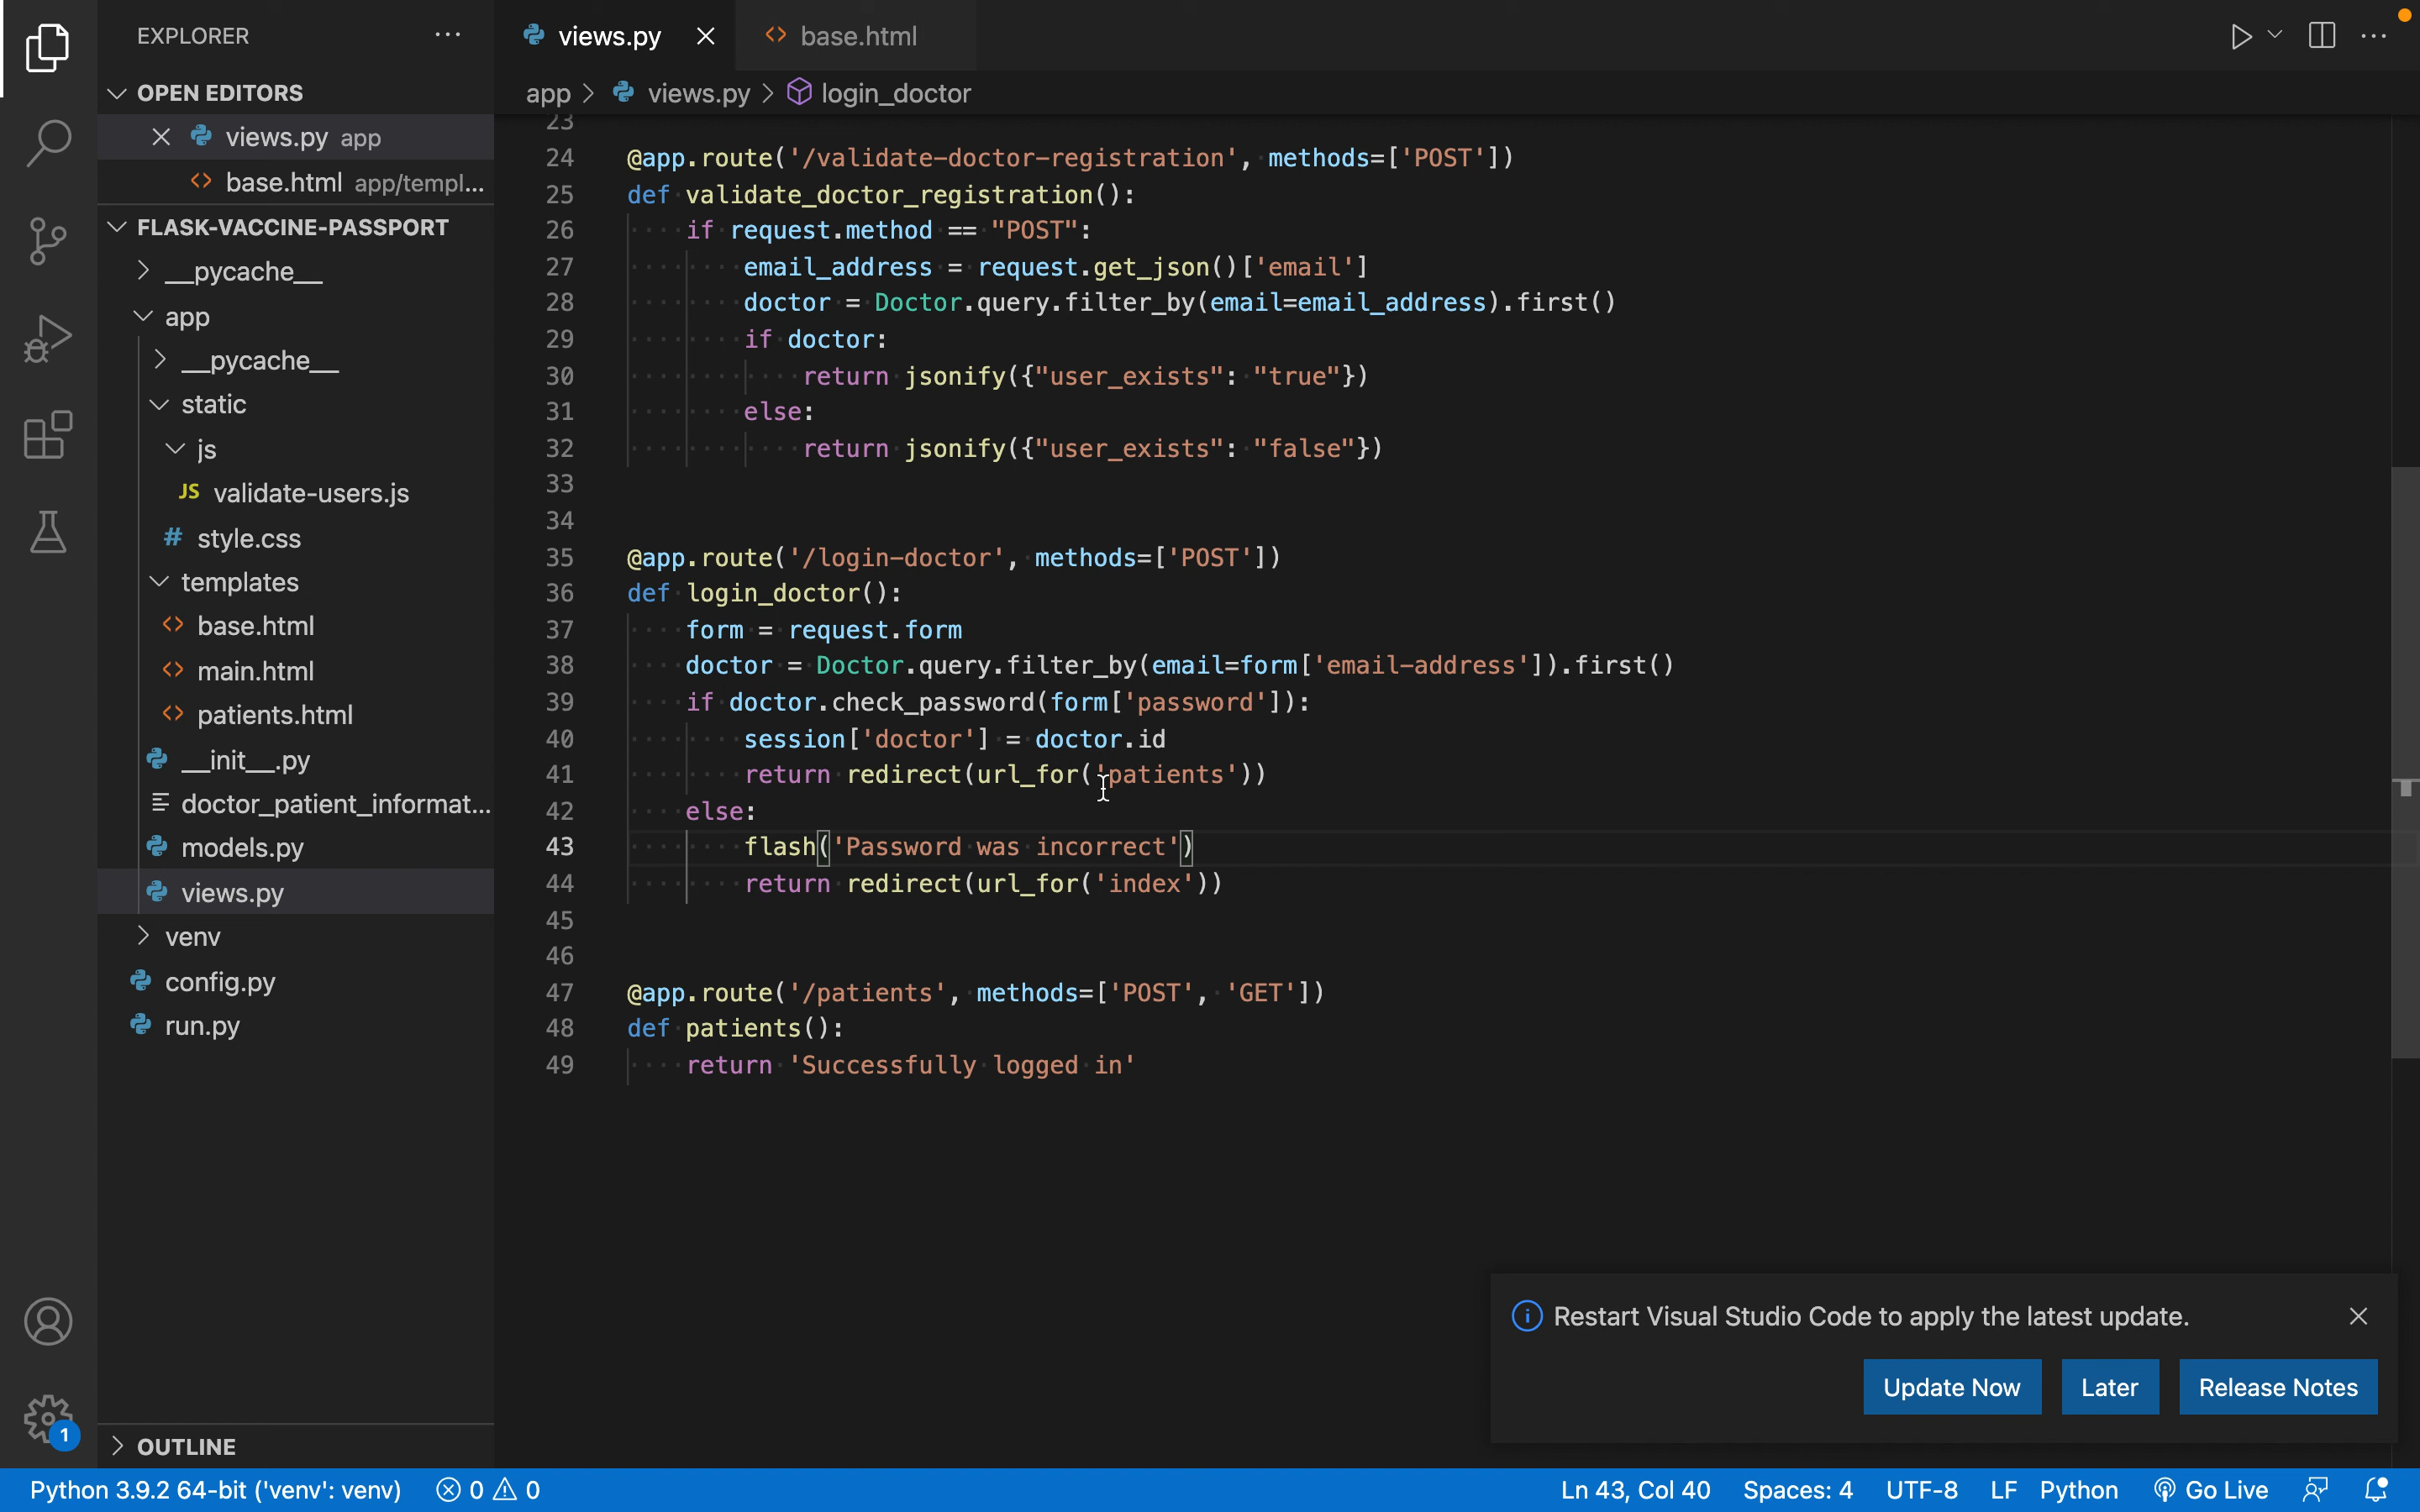 EXPLORER
OPEN EDITORS
views.py app
base.html app/templ...
FLASK-VACCINE-PASSPORT
__pycache__
app
__pycache__
static
js
JS validate-users.js
# style.css
templates
base.html
main.html
patients.html
__init__.py
doctor_patient_informat...
models.py
views.py
venv
config.py
run.py
OUTLINE
views.py
base.html
app > views.py > login_doctor
23
24 @app.route('/validate-doctor-registration', methods=['POST'])
25 def validate_doctor_registration():
26     if request.method == "POST":
27         email_address = request.get_json()['email']
28         doctor = Doctor.query.filter_by(email=email_address).first()
29         if doctor:
30             return jsonify({"user_exists": "true"})
31         else:
32             return jsonify({"user_exists": "false"})
33
34
35 @app.route('/login-doctor', methods=['POST'])
36 def login_doctor():
37     form = request.form
38     doctor = Doctor.query.filter_by(email=form['email-address']).first()
39     if doctor.check_password(form['password']):
40         session['doctor'] = doctor.id
41         return redirect(url_for('patients'))
42     else:
43         flash('Password was incorrect')
44         return redirect(url_for('index'))
45
46
47 @app.route('/patients', methods=['POST', 'GET'])
48 def patients():
49     return 'Successfully logged in'
Restart Visual Studio Code to apply the latest update.
Update Now Later Release Notes
1
Python 3.9.2 64-bit ('venv': venv) 0 0 Ln 43, Col 40 Spaces: 4 UTF-8 LF Python Go Live